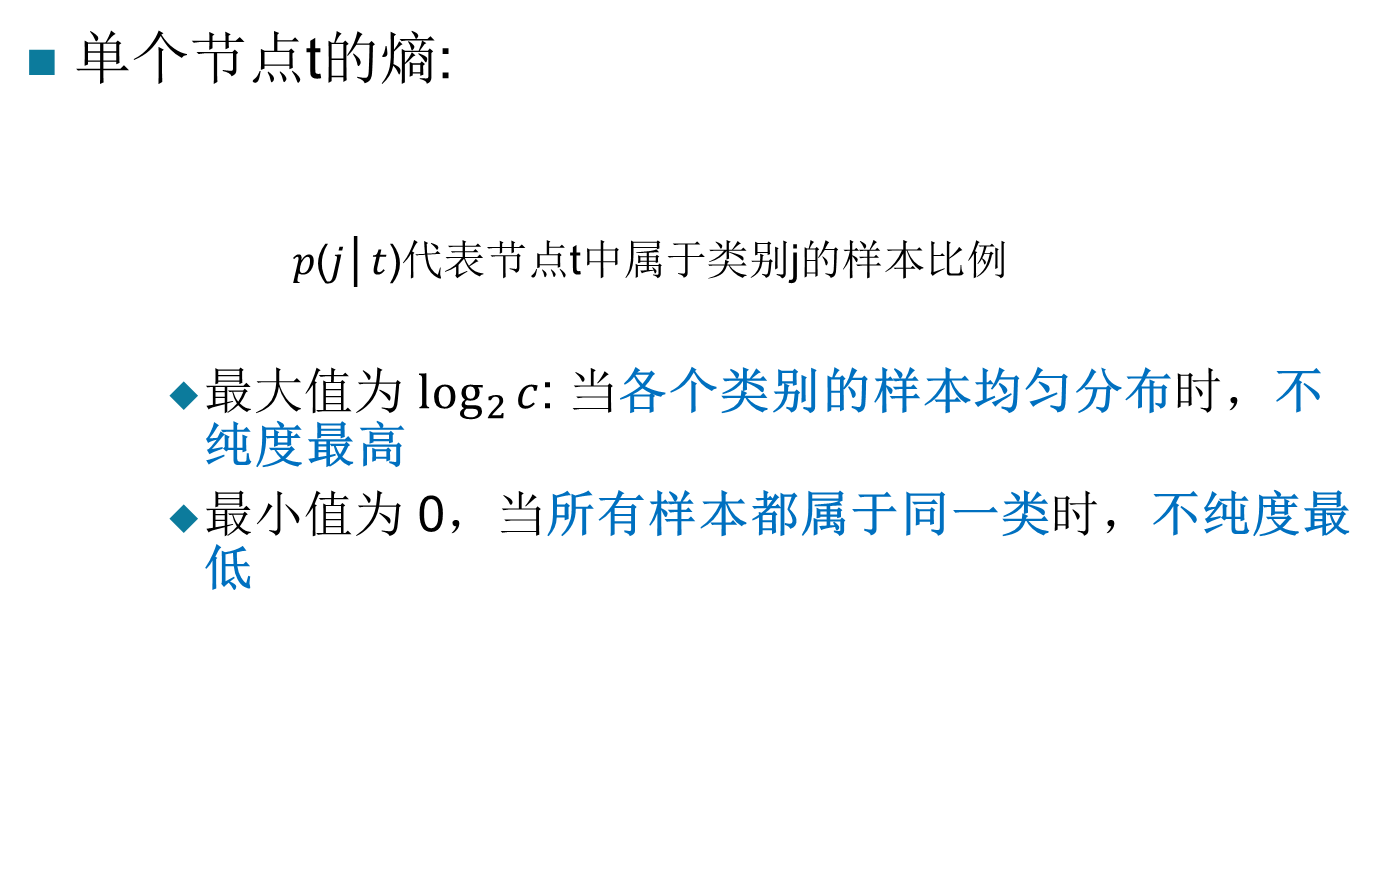 单个节点t的熵:
p(j│t)代表节点t中属于类别j的样本比例
最大值为 log₂ c: 当各个类别的样本均匀分布时，不
纯度最高
最小值为 0，当所有样本都属于同一类时，不纯度最
低